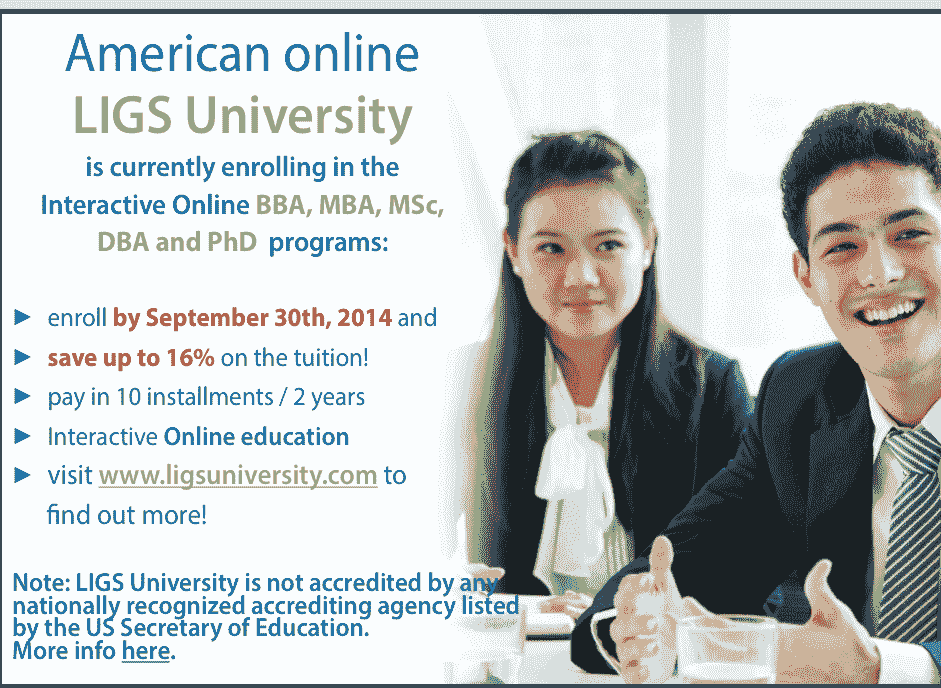 American online
LIGS University
is currently enrolling in the
Interactive Online BBA, MBA, MSc,
DBA and PhD programs:
► enroll by September 30th, 2014 and
► save up to 16% on the tuition!
► pay in 10 installments / 2 years
► Interactive Online education
► visit www.ligsuniversity.com to
find out more!
Note: LIGS University is not accredited by any
nationally recognized accrediting agency listed
by the US Secretary of Education.
More info here.